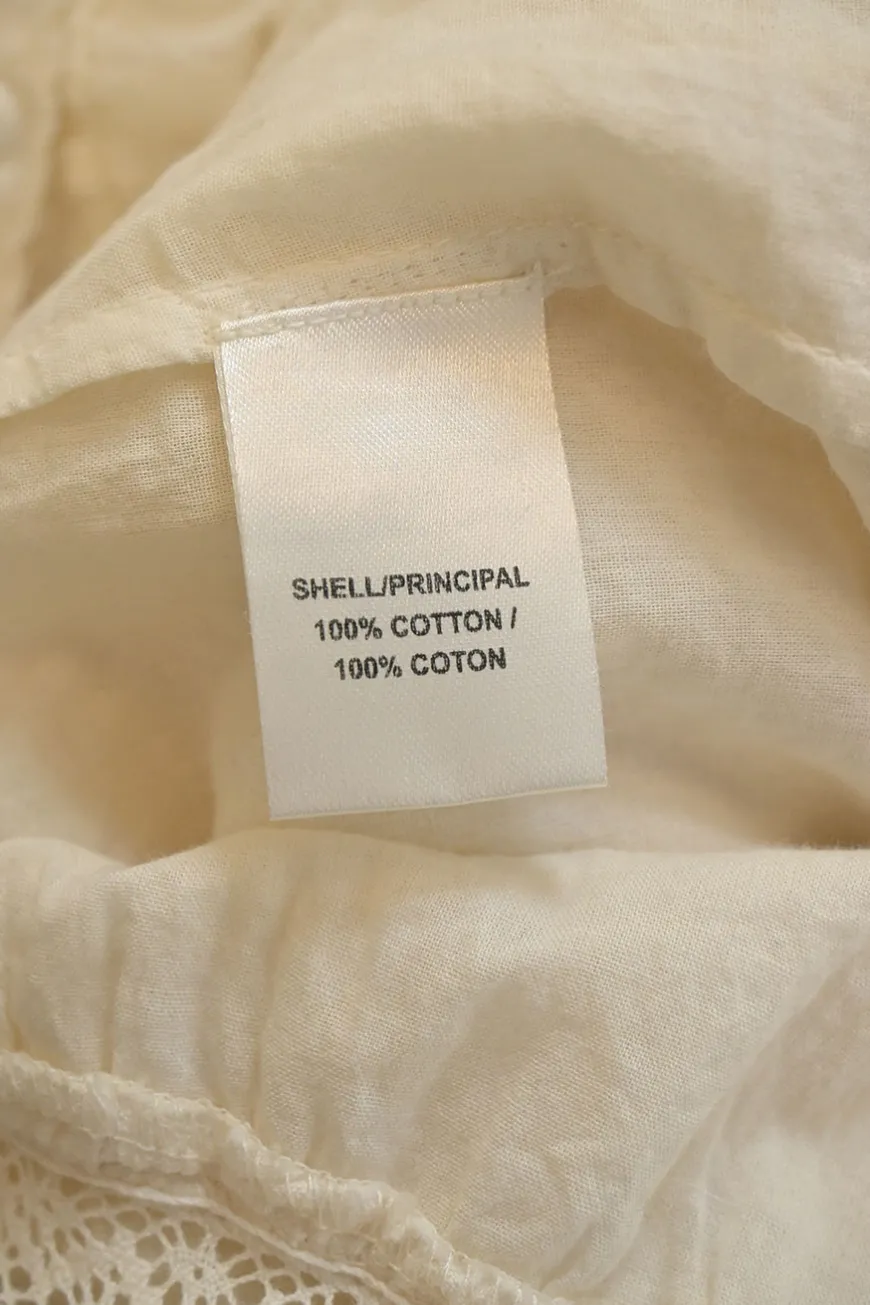 SHELL/PRINCIPAL
100% COTTON /
100% COTON